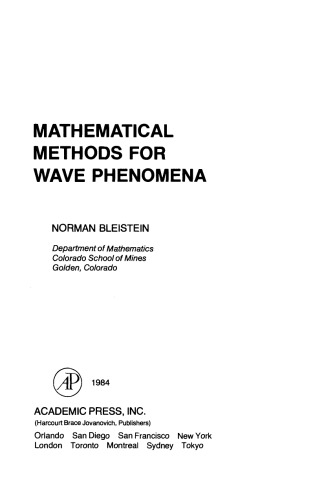 MATHEMATICAL
METHODS FOR
WAVE PHENOMENA
NORMAN BLEISTEIN
Department of Mathematics
Colorado School of Mines
Golden, Colorado
AP 1984
ACADEMIC PRESS, INC.
(Harcourt Brace Jovanovich, Publishers)
Orlando San Diego San Francisco New York
London Toronto Montreal Sydney Tokyo